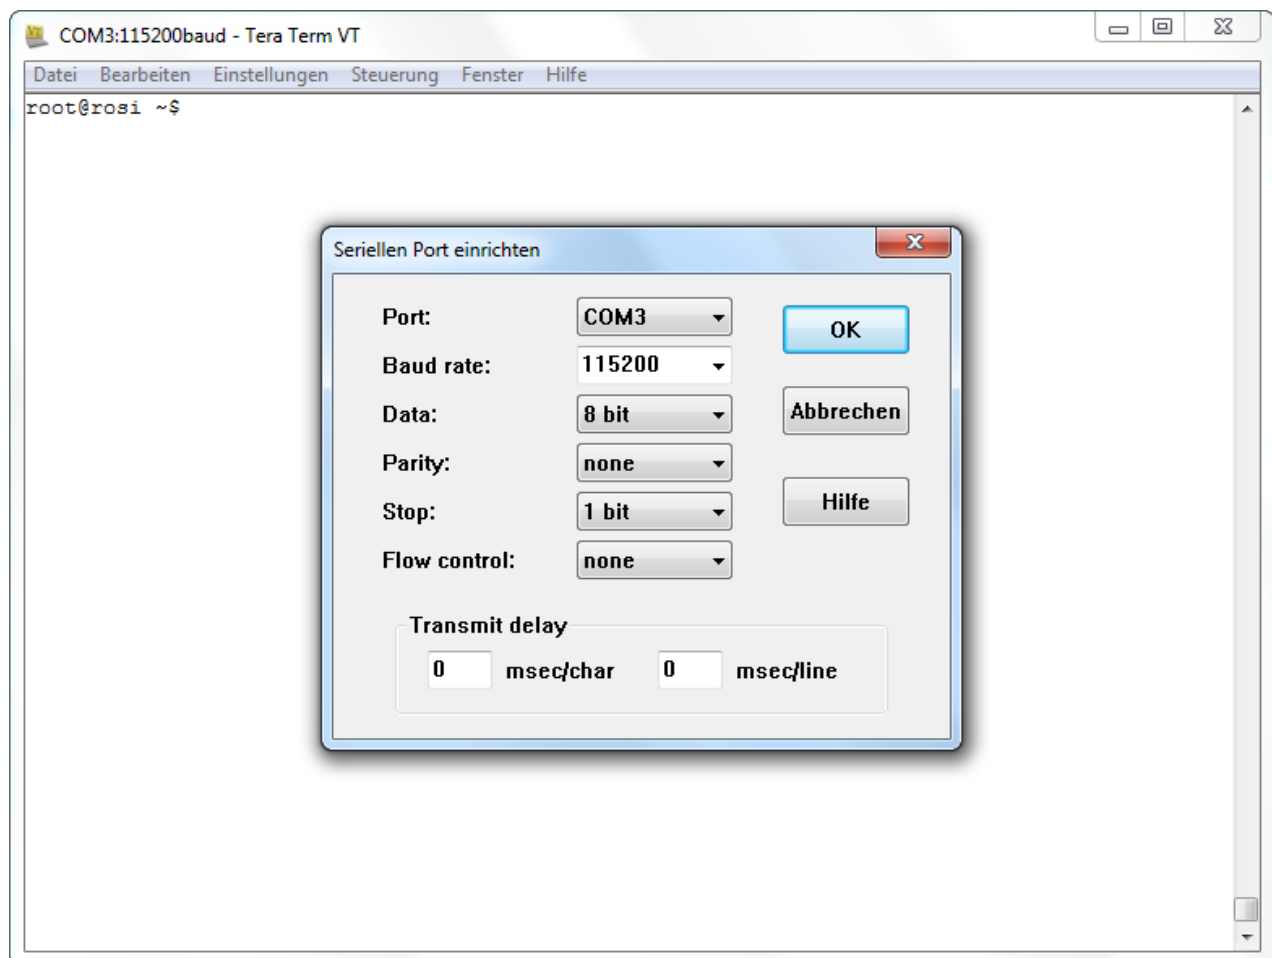 COM3:115200baud - Tera Term VT
Datei Bearbeiten Einstellungen Steuerung Fenster Hilfe
root@rosi ~$
Seriellen Port einrichten
Port: COM3
OK
Baud rate: 115200
Data: 8 bit
Abbrechen
Parity: none
Stop: 1 bit
Hilfe
Flow control: none
Transmit delay
0 msec/char 0 msec/line